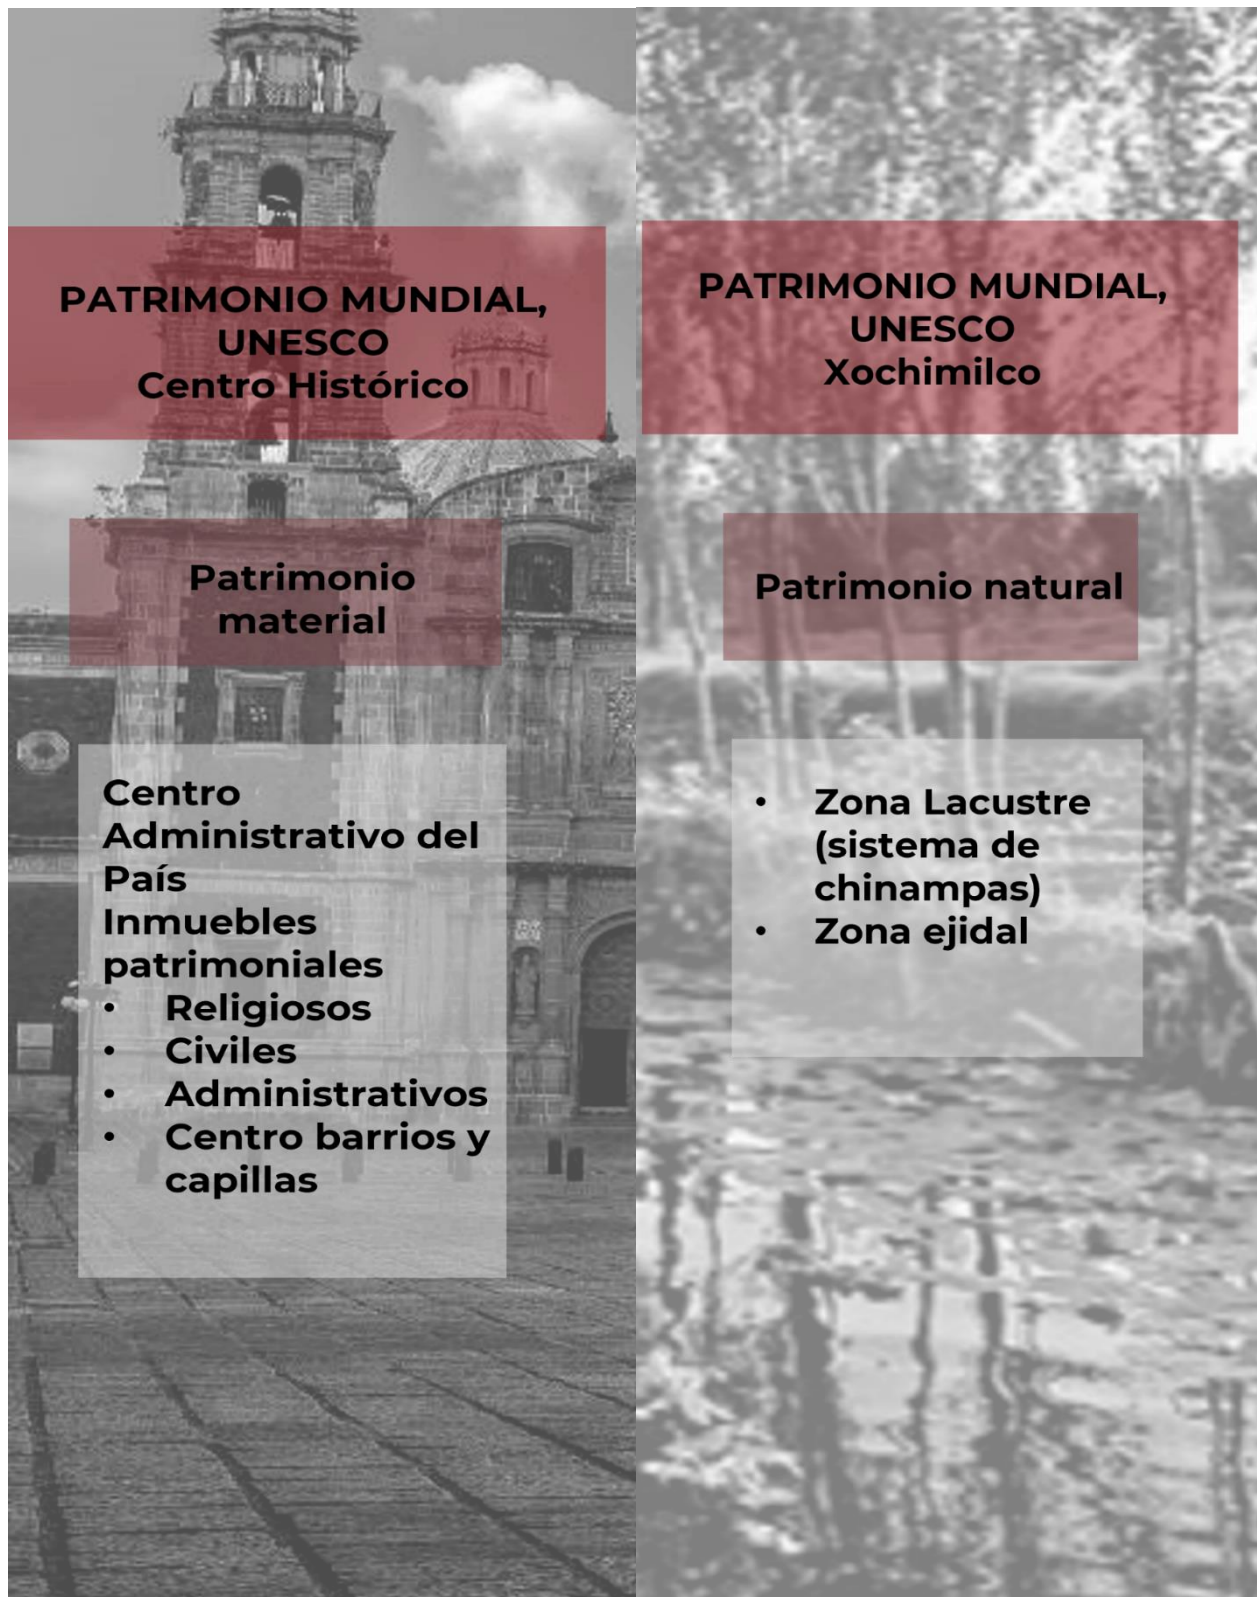 PATRIMONIO MUNDIAL,
UNESCO
Centro Histórico
Patrimonio
material
Centro
Administrativo del
País
Inmuebles
patrimoniales
• Religiosos
• Civiles
• Administrativos
• Centro barrios y
capillas
PATRIMONIO MUNDIAL,
UNESCO
Xochimilco
Patrimonio natural
• Zona Lacustre
(sistema de
chinampas)
• Zona ejidal